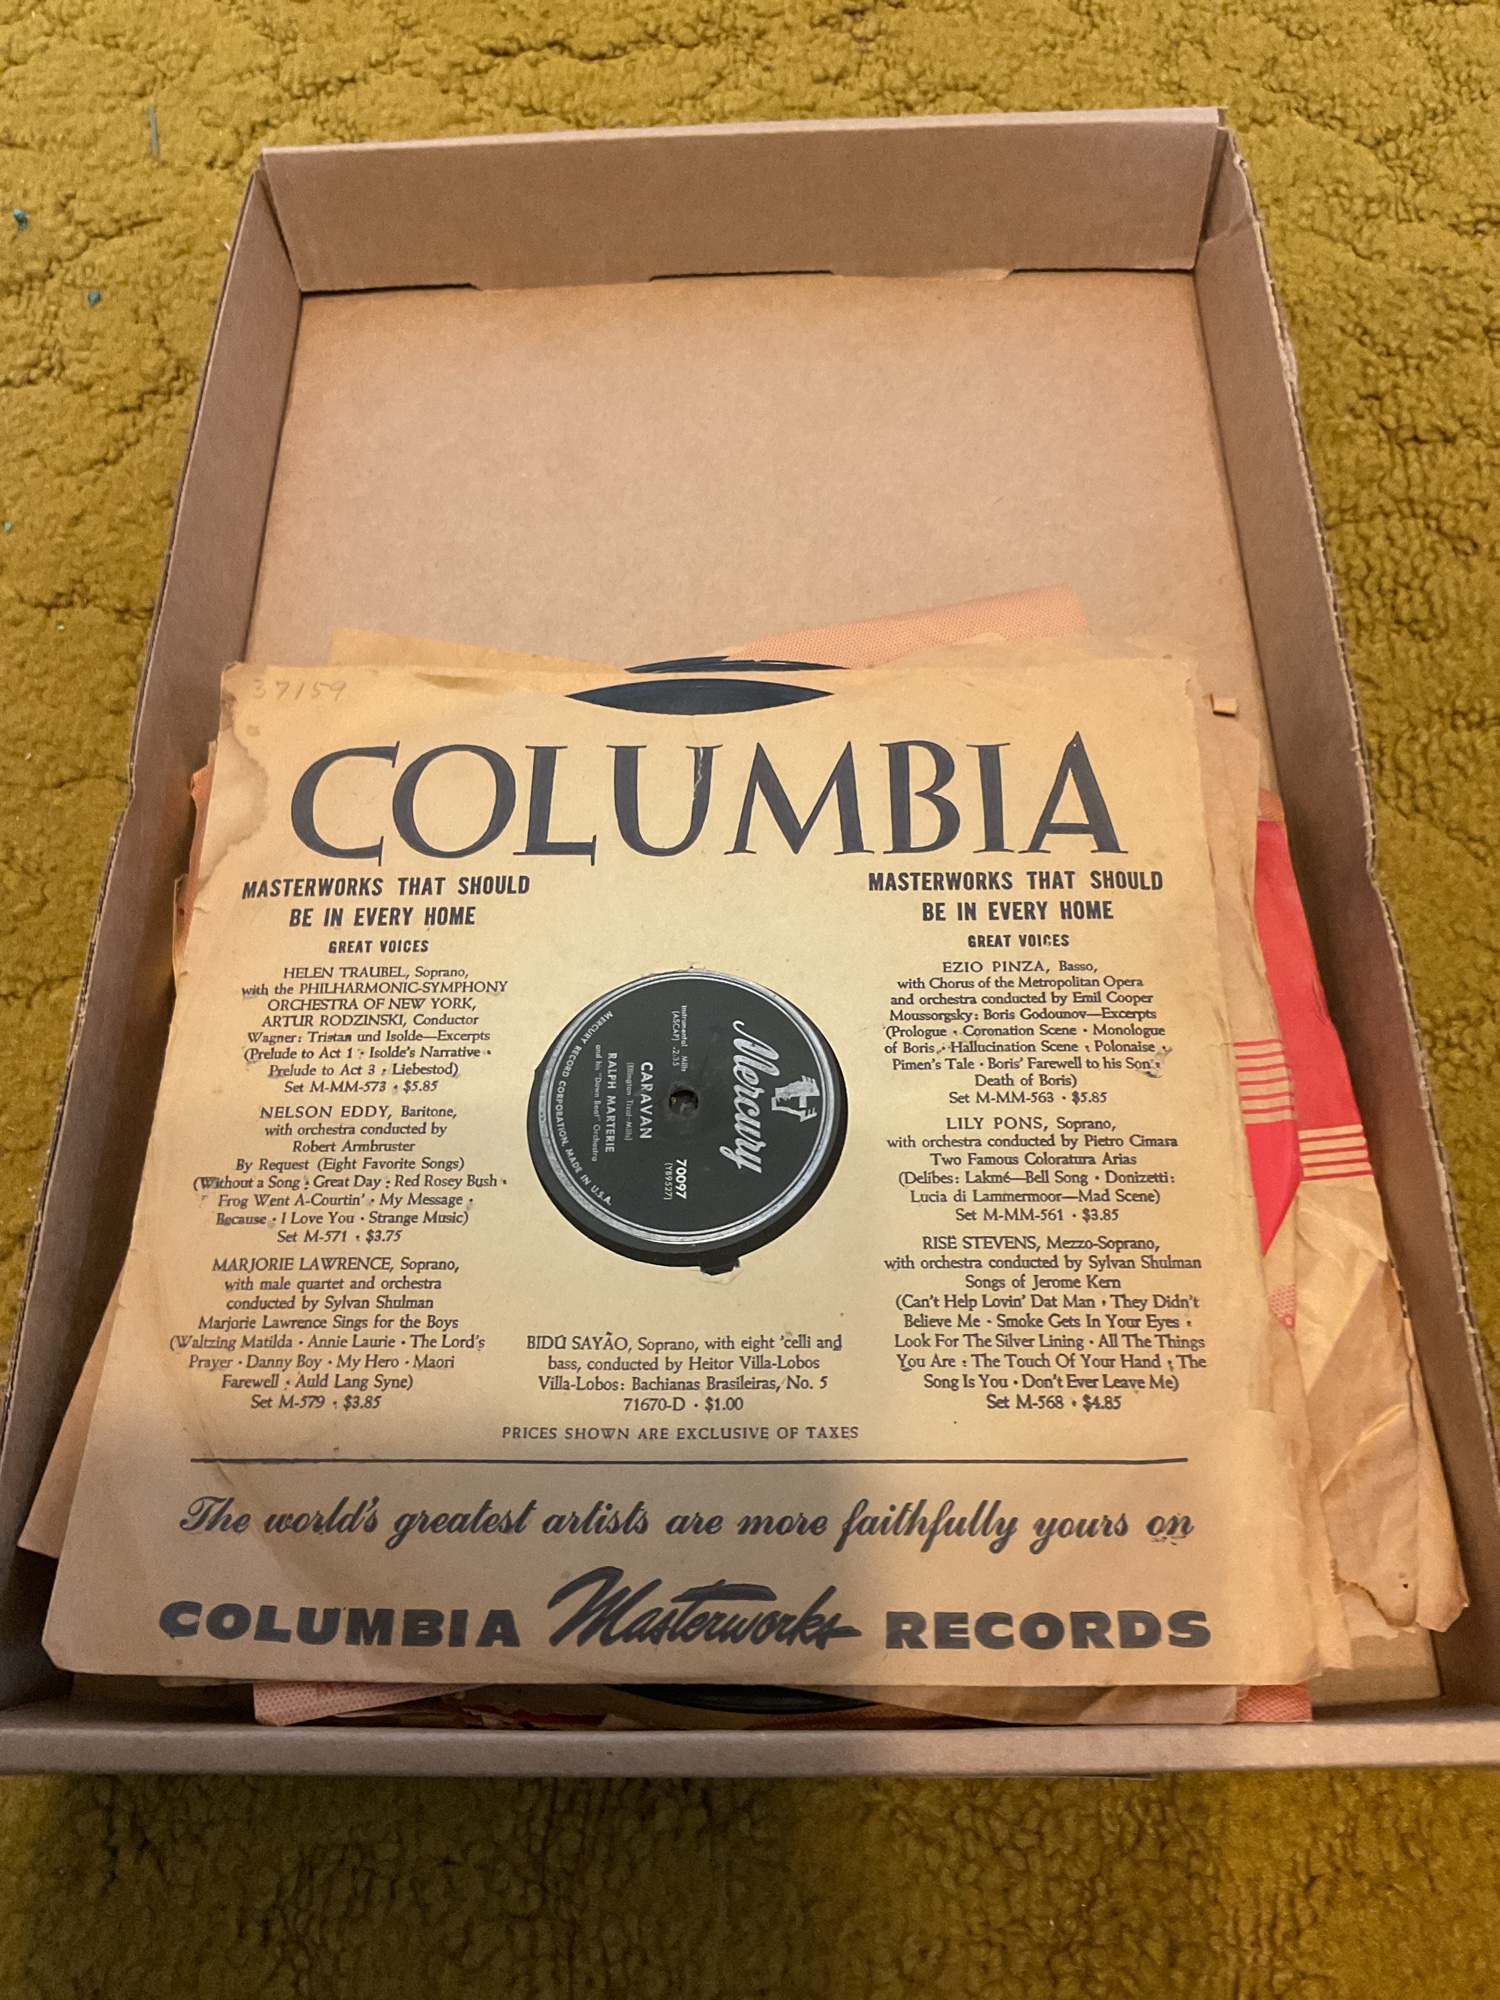 37159
COLUMBIA
MASTERWORKS THAT SHOULD
BE IN EVERY HOME
GREAT VOICES
HELEN TRAUBEL, Soprano,
with the PHILHARMONIC-SYMPHONY
ORCHESTRA OF NEW YORK,
ARTUR RODZINSKI, Conductor
Wagner: Tristan und Isolde—Excerpts
(Prelude to Act 1 • Isolde's Narrative •
Prelude to Act 3 • Liebestod)
Set M-MM-573 • $5.85
NELSON EDDY, Baritone,
with orchestra conducted by
Robert Armbruster
By Request (Eight Favorite Songs)
(Without a Song • Great Day • Red Rosey Bush •
Frog Went A-Courtin' • My Message •
Because • I Love You • Strange Music)
Set M-571 • $3.75
MARJORIE LAWRENCE, Soprano,
with male quartet and orchestra
conducted by Sylvan Shulman
Marjorie Lawrence Sings for the Boys
(Waltzing Matilda • Annie Laurie • The Lord's
Prayer • Danny Boy • My Hero • Maori
Farewell • Auld Lang Syne)
Set M-579 • $3.85
Mercury
70097
(YB9527)
CARAVAN
(Ellington-Tizol-Mills)
RALPH MARTERIE
and his "Down Beat" Orchestra
Instrumental Mills
(ASCAP) -2:35
MERCURY RECORD CORPORATION, MADE IN U.S.A.
BIDÚ SAYÃO, Soprano, with eight 'celli and
bass, conducted by Heitor Villa-Lobos
Villa-Lobos: Bachianas Brasileiras, No. 5
71670-D • $1.00
MASTERWORKS THAT SHOULD
BE IN EVERY HOME
GREAT VOICES
EZIO PINZA, Basso,
with Chorus of the Metropolitan Opera
and orchestra conducted by Emil Cooper
Moussorgsky: Boris Godounov—Excerpts
(Prologue • Coronation Scene • Monologue
of Boris • Hallucination Scene • Polonaise •
Pimen's Tale • Boris' Farewell to his Son •
Death of Boris)
Set M-MM-563 • $5.85
LILY PONS, Soprano,
with orchestra conducted by Pietro Cimara
Two Famous Coloratura Arias
(Delibes: Lakmé—Bell Song • Donizetti:
Lucia di Lammermoor—Mad Scene)
Set M-MM-561 • $3.85
RISË STEVENS, Mezzo-Soprano,
with orchestra conducted by Sylvan Shulman
Songs of Jerome Kern
(Can't Help Lovin' Dat Man • They Didn't
Believe Me • Smoke Gets In Your Eyes •
Look For The Silver Lining • All The Things
You Are • The Touch Of Your Hand • The
Song Is You • Don't Ever Leave Me)
Set M-568 • $4.85
PRICES SHOWN ARE EXCLUSIVE OF TAXES
The world's greatest artists are more faithfully yours on
COLUMBIA Masterworks RECORDS